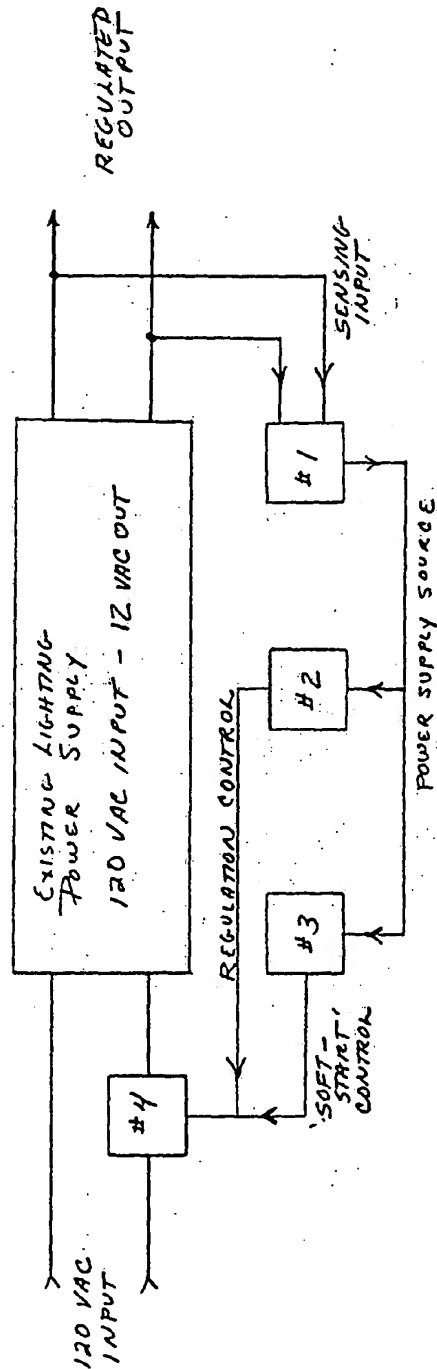 120 VAC
INPUT
EXISTING LIGHTING
POWER SUPPLY
120 VAC INPUT - 12 VAC OUT
REGULATED
OUTPUT
#4
REGULATION CONTROL
'SOFT-
START'
CONTROL
#3
#2
#1
SENSING
INPUT
POWER SUPPLY SOURCE